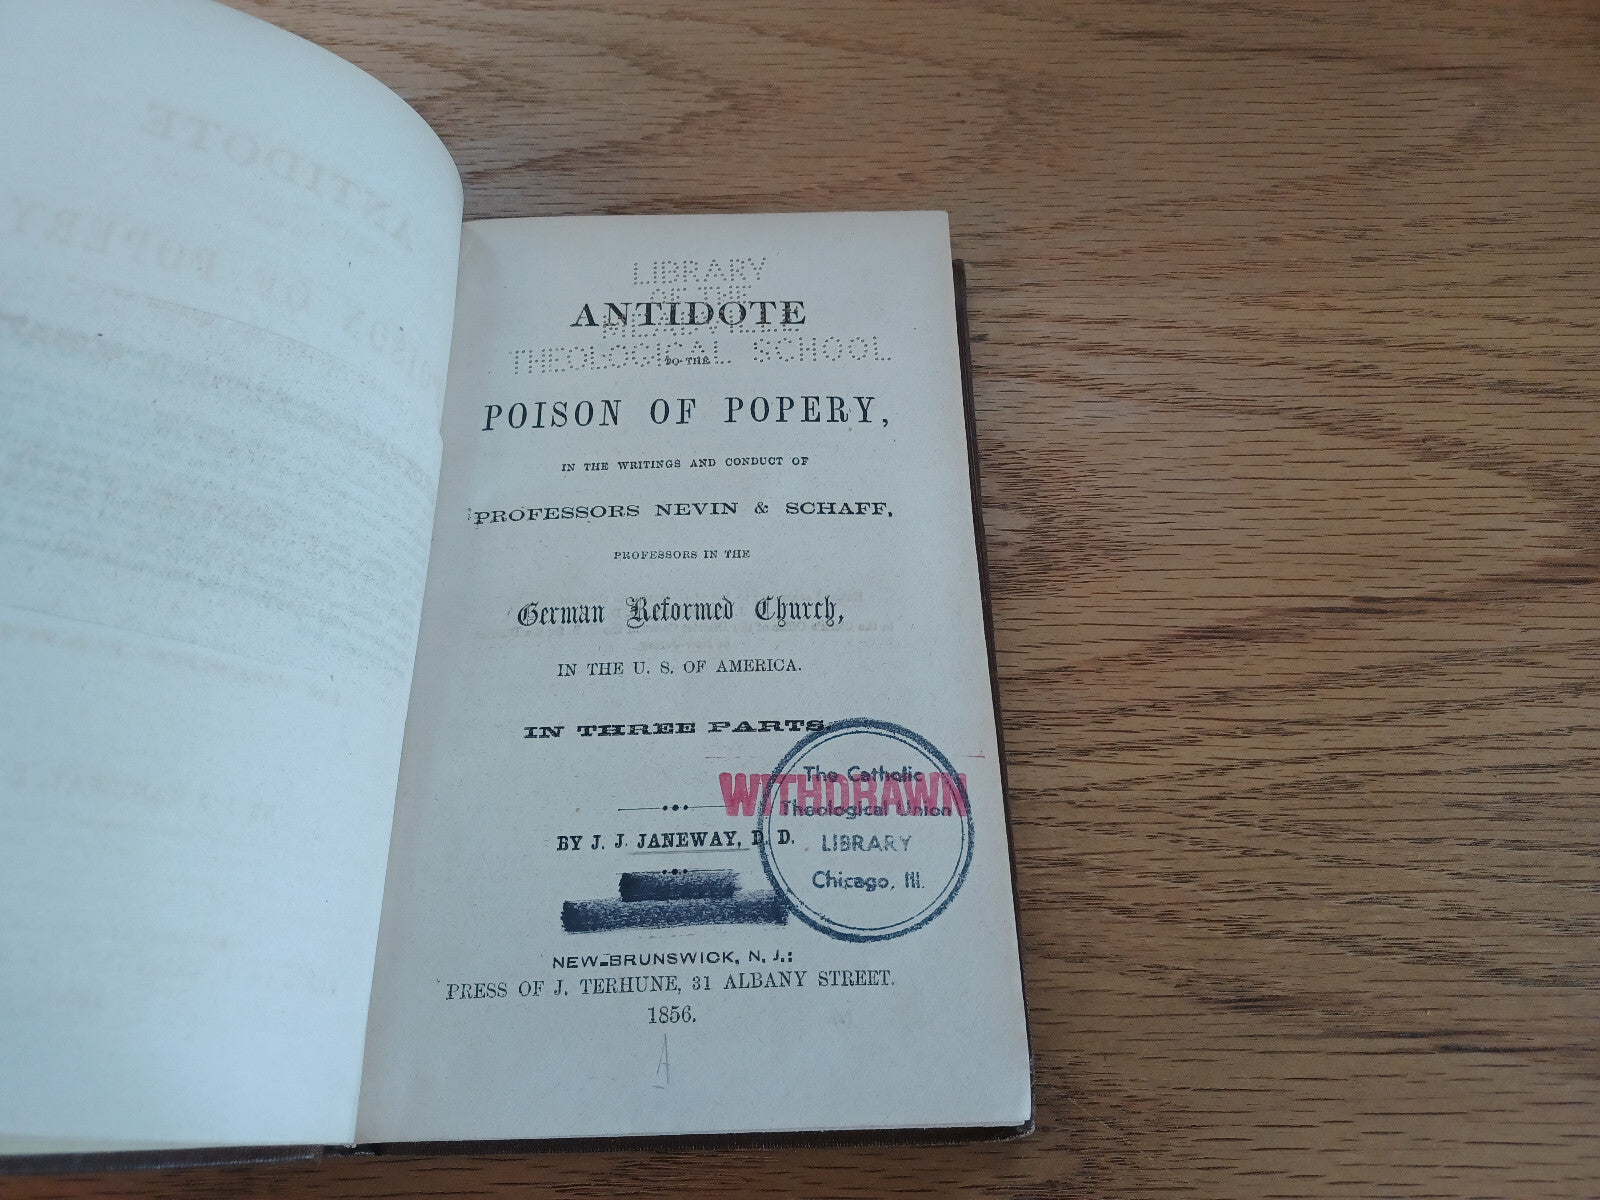 LIBRARY
OF THE
ANTIDOTE
MEADVILLE
THEOLOGICAL SCHOOL
TO THE
POISON OF POPERY,
IN THE WRITINGS AND CONDUCT OF
PROFESSORS NEVIN & SCHAFF,
PROFESSORS IN THE
German Reformed Church,
IN THE U. S. OF AMERICA.
IN THREE PARTS.
WITHDRAWN
The Catholic
Theological Union
LIBRARY
Chicago, Ill.
BY J. J. JANEWAY, D. D.
NEW-BRUNSWICK, N. J.:
PRESS OF J. TERHUNE, 31 ALBANY STREET.
1856.
A